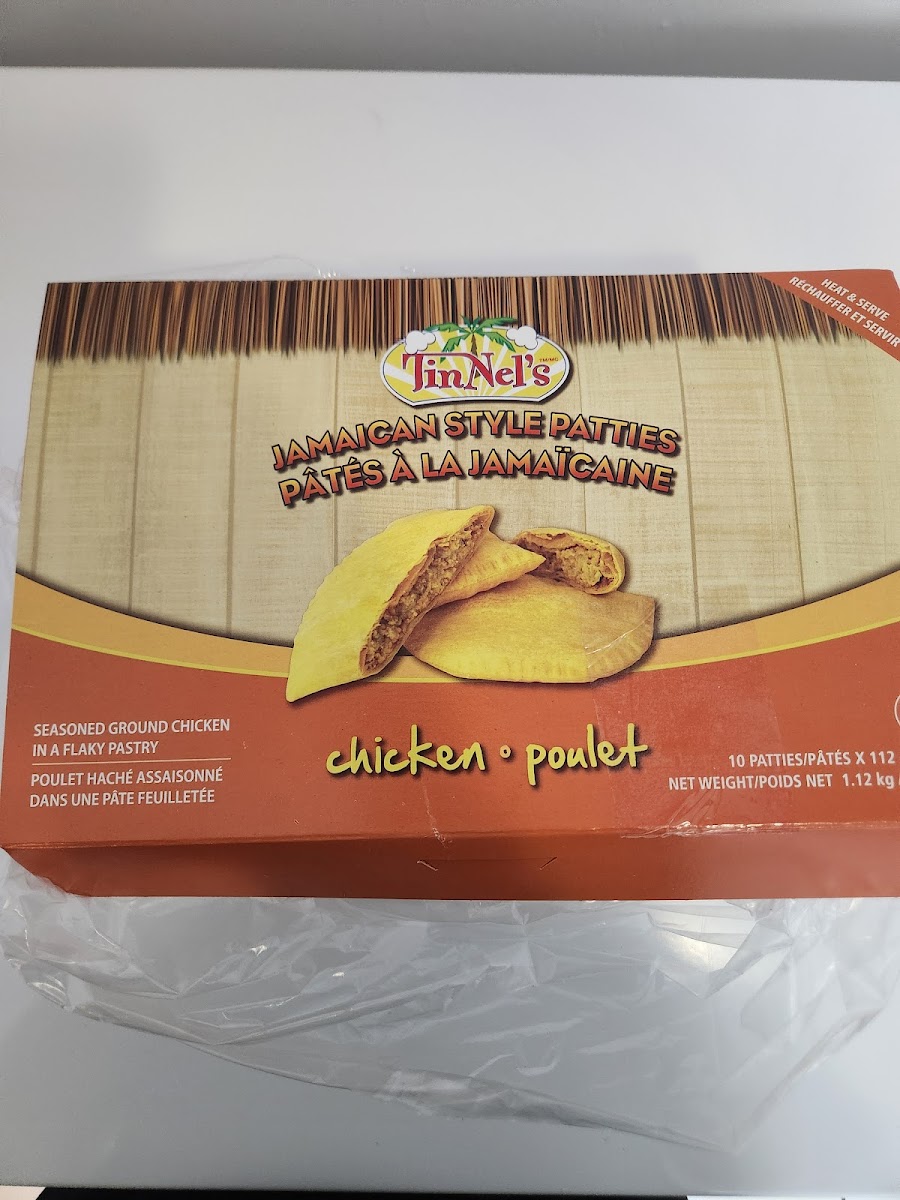 HEAT & SERVE
RÉCHAUFFER ET SERVIR
TinNel's TM/MC
JAMAICAN STYLE PATTIES
PÂTÉS À LA JAMAÏCAINE
SEASONED GROUND CHICKEN
IN A FLAKY PASTRY
POULET HACHÉ ASSAISONNÉ
DANS UNE PÂTE FEUILLETÉE
chicken • poulet
10 PATTIES/PÂTÉS X 112
NET WEIGHT/POIDS NET 1.12 kg